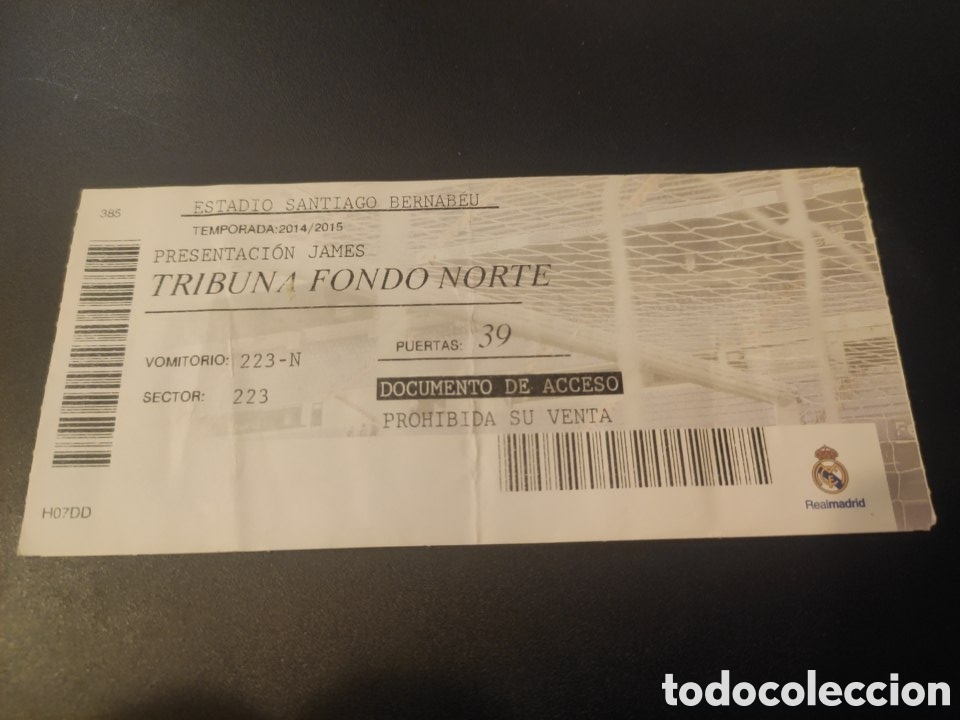 385
ESTADIO SANTIAGO BERNABÉU
TEMPORADA:2014/2015
PRESENTACIÓN JAMES
TRIBUNA FONDO NORTE
VOMITORIO: 223-N
PUERTAS: 39
SECTOR: 223
DOCUMENTO DE ACCESO
PROHIBIDA SU VENTA
Realmadrid
H07DD
todocoleccion